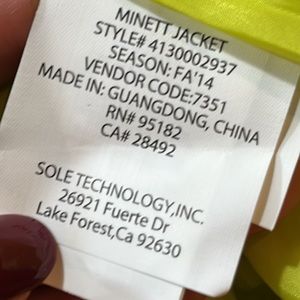 MINETT JACKET
STYLE# 4130002937
SEASON: FA'14
VENDOR CODE:7351
MADE IN: GUANGDONG, CHINA
RN# 95182
CA# 28492
SOLE TECHNOLOGY,INC.
26921 Fuerte Dr
Lake Forest,Ca 92630